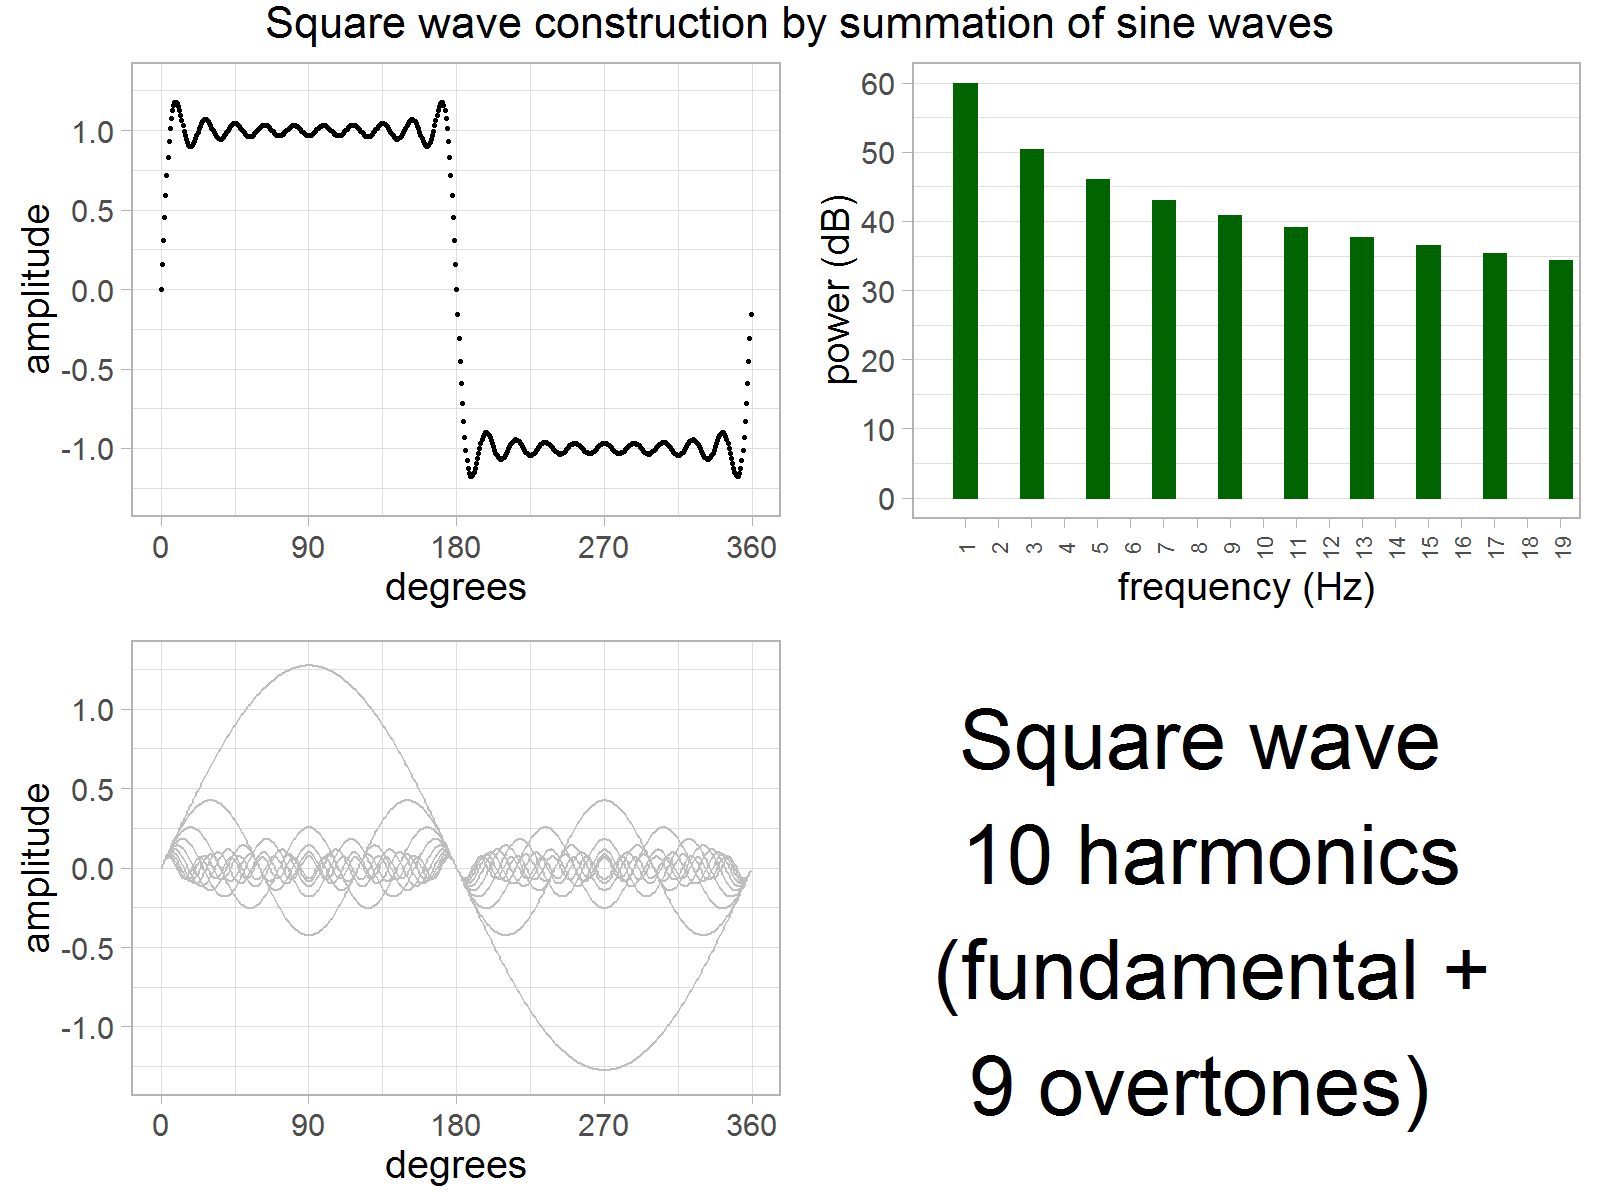 Square wave construction by summation of sine waves
1.0
0.5
0.0
-0.5
-1.0
amplitude
0 90 180 270 360
degrees
60
50
40
30
20
10
0
power (dB)
1 2 3 4 5 6 7 8 9 10 11 12 13 14 15 16 17 18 19
frequency (Hz)
1.0
0.5
0.0
-0.5
-1.0
amplitude
0 90 180 270 360
degrees
Square wave
10 harmonics
(fundamental +
9 overtones)